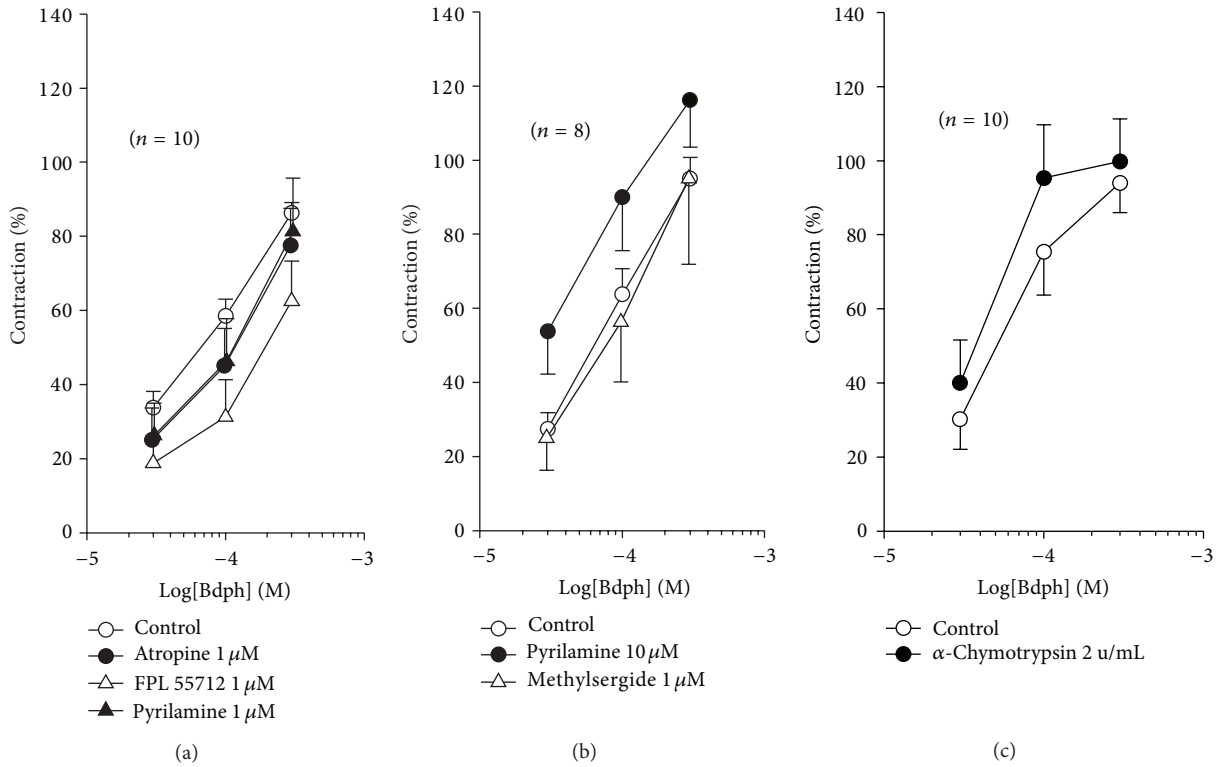 140
120
100
80
60
40
20
0
Contraction (%)
(n = 10)
−5
−4
−3
Log[Bdph] (M)
Control
Atropine 1 μM
FPL 55712 1 μM
Pyrilamine 1 μM
(a)
140
120
100
80
60
40
20
0
Contraction (%)
(n = 8)
−5
−4
−3
Log[Bdph] (M)
Control
Pyrilamine 10 μM
Methylsergide 1 μM
(b)
140
120
100
80
60
40
20
0
Contraction (%)
(n = 10)
−5
−4
−3
Log[Bdph] (M)
Control
α-Chymotrypsin 2 u/mL
(c)